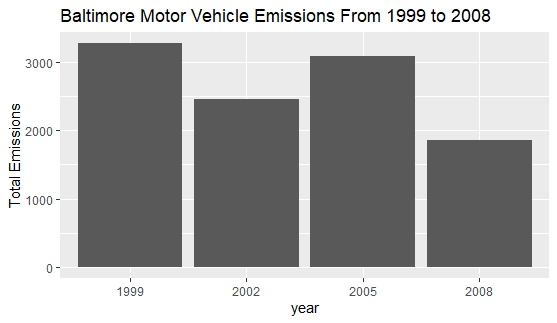 Baltimore Motor Vehicle Emissions From 1999 to 2008
Total Emissions
3000
2000
1000
0
1999 2002 2005 2008
year